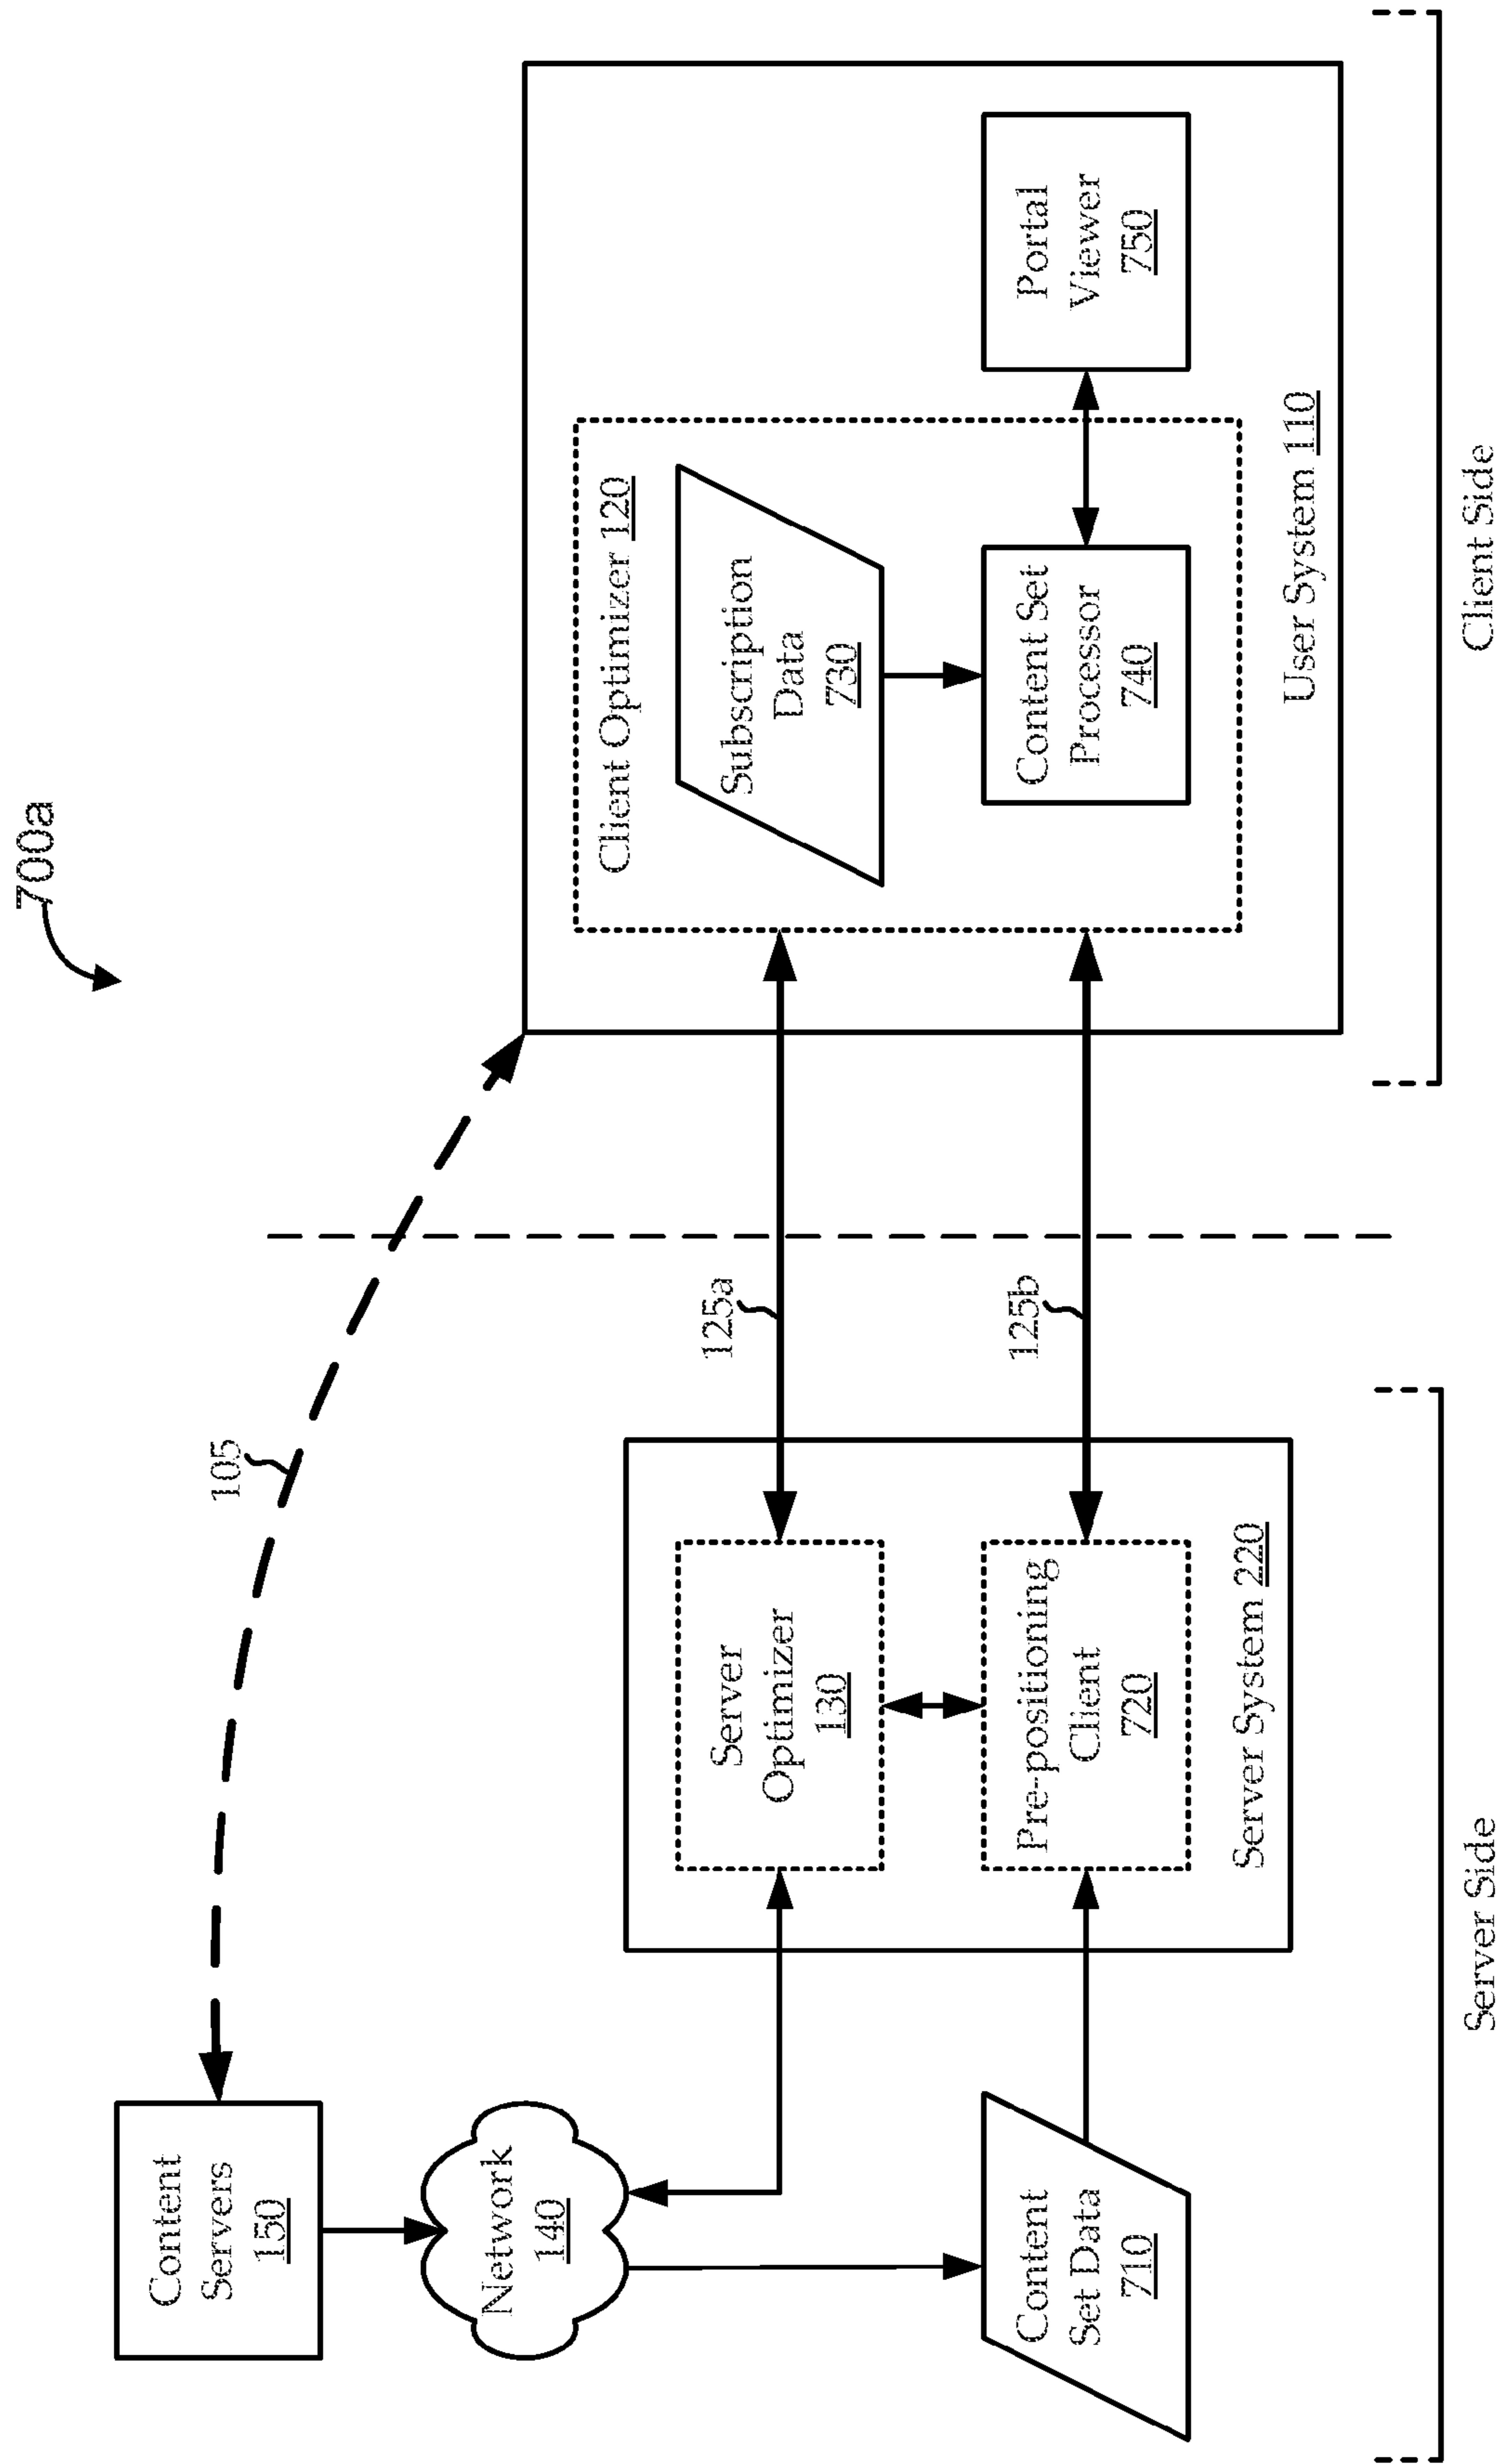 700a
Content
Servers
150
105
Network
140
Server
Optimizer
130
125a
Client Optimizer 120
Subscription
Data
730
Content
Set Data
710
Pre-positioning
Client
720
125b
Content Set
Processor
740
Portal
Viewer
750
Server System 220
User System 110
Server Side
Client Side